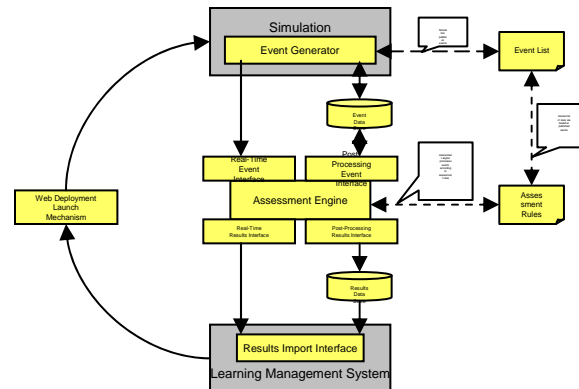 Simulation
Event Generator
Event List
Event
Data
Real-Time
Event
Interface
Post-
Processing
Event
Interface
Assessment Engine
Web Deployment
Launch
Mechanism
Asses
sment
Rules
Real-Time
Results Interface
Post-Processing
Results Interface
Results
Data
Results Import Interface
Learning Management System